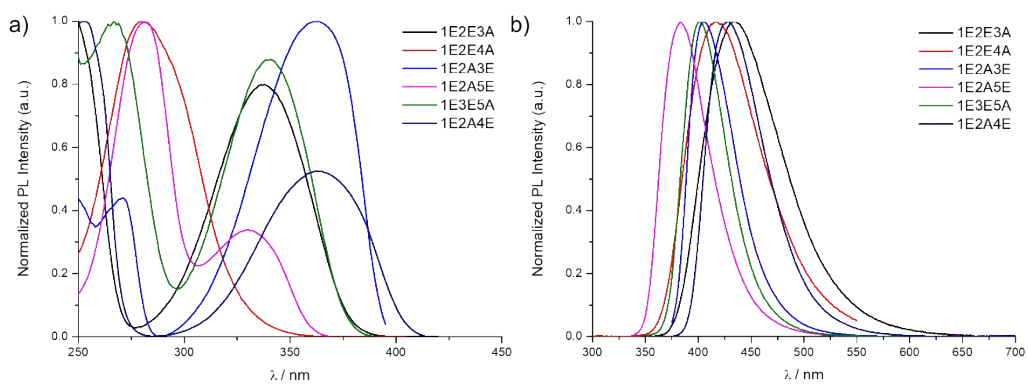 a)
Normalized PL Intensity (a.u.)
1.0
0.8
0.6
0.4
0.2
0.0
250
300
350
400
450
λ / nm
1E2E3A
1E2E4A
1E2A3E
1E2A5E
1E3E5A
1E2A4E
b)
Normalized PL Intensity (a.u.)
1.0
0.8
0.6
0.4
0.2
0.0
300
350
400
450
500
550
600
650
700
λ / nm
1E2E3A
1E2E4A
1E2A3E
1E2A5E
1E3E5A
1E2A4E